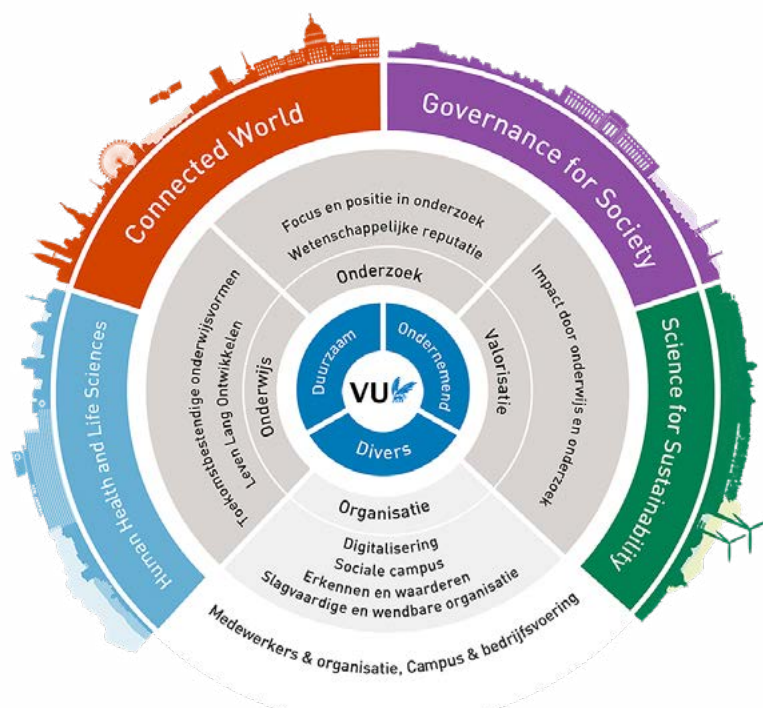 Connected World
Governance for Society
Human Health and Life Sciences
Science for Sustainability
Focus en positie in onderzoek
Wetenschappelijke reputatie
Onderzoek
Toekomstbestendige onderwijsvormen
Leven Lang Ontwikkelen
Onderwijs
Valorisatie
Impact door onderwijs en onderzoek
Duurzaam
Ondernemend
VU
Divers
Organisatie
Digitalisering
Sociale campus
Erkennen en waarderen
Slagvaardige en wendbare organisatie
Medewerkers & organisatie, Campus & bedrijfsvoering